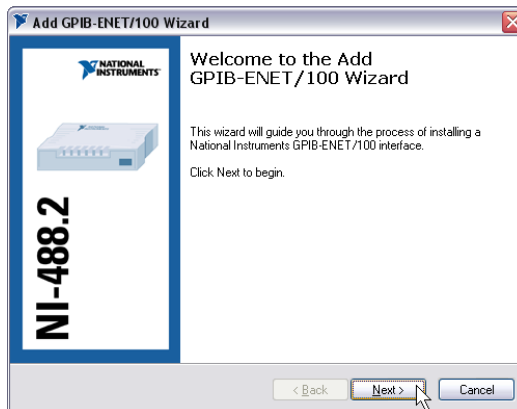 Add GPIB-ENET/100 Wizard
NATIONAL
INSTRUMENTS
NI-488.2
Welcome to the Add
GPIB-ENET/100 Wizard
This wizard will guide you through the process of installing a
National Instruments GPIB-ENET/100 interface.
Click Next to begin.
< Back
Next >
Cancel